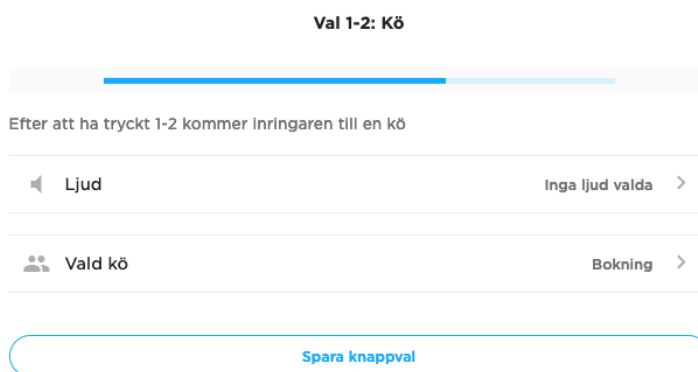 Val 1-2: Kö
Efter att ha tryckt 1-2 kommer inringaren till en kö
Ljud Inga ljud valda
Vald kö Bokning
Spara knappval